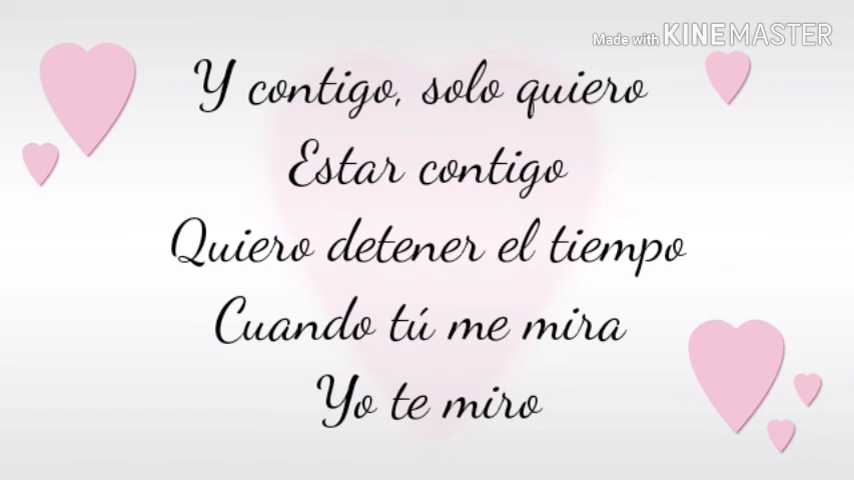 Made with KINEMASTER
Y contigo, solo quiero
Estar contigo
Quiero detener el tiempo
Cuando tú me mira
Yo te miro